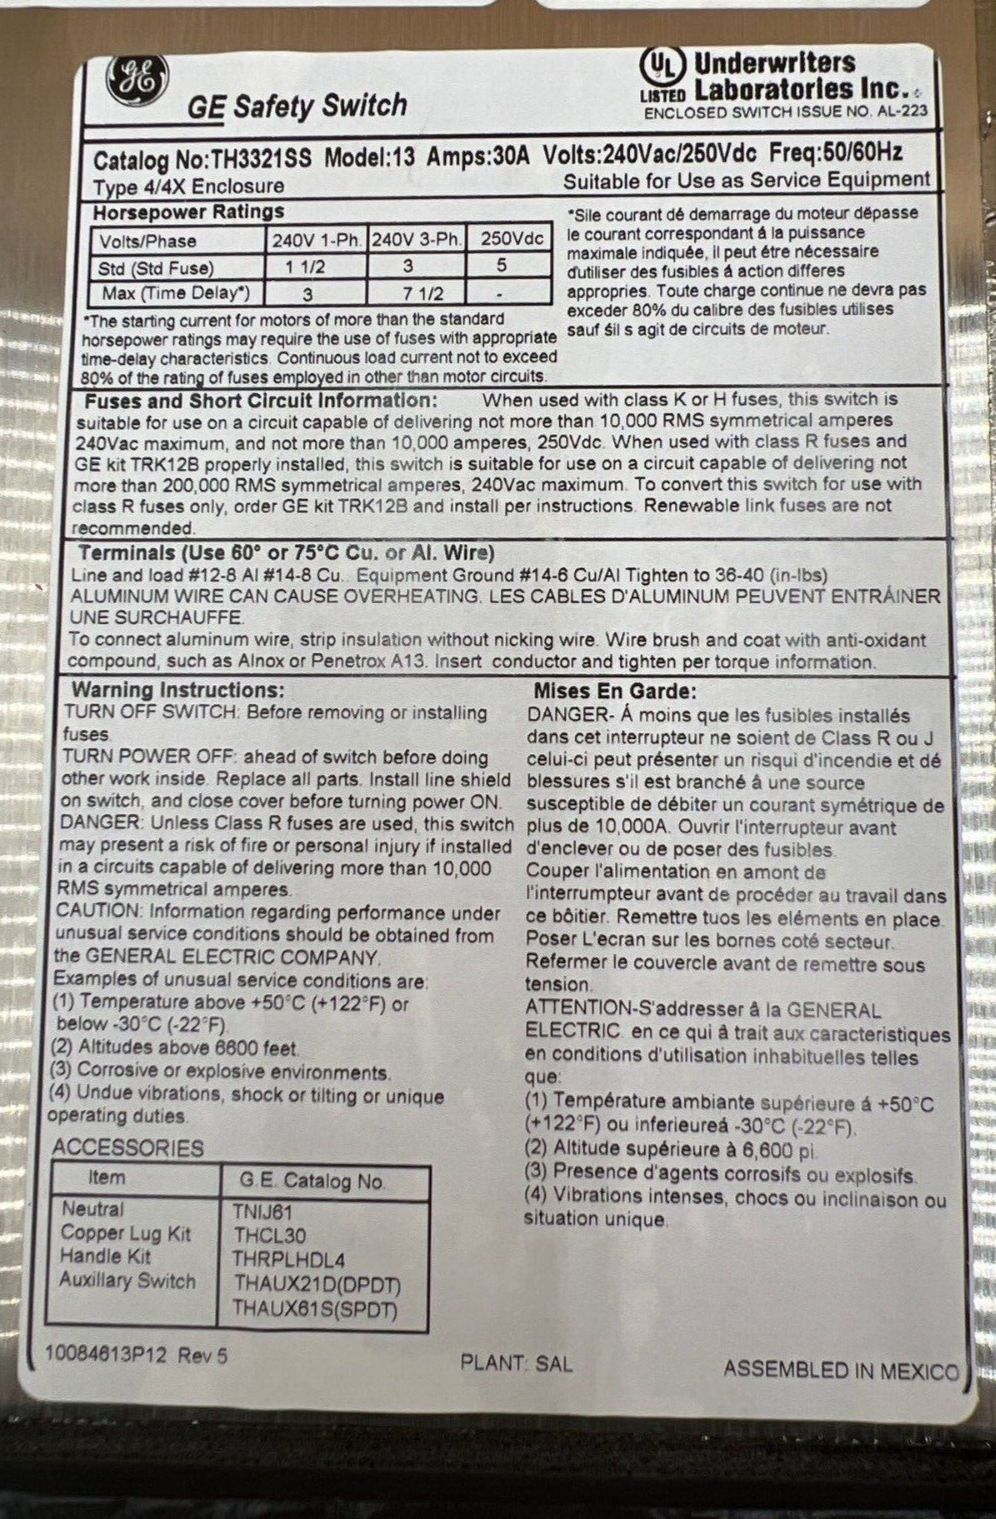 GE
GE Safety Switch
UL
LISTED
Underwriters
Laboratories Inc.
ENCLOSED SWITCH ISSUE NO. AL-223
Catalog No:TH3321SS Model:13 Amps:30A Volts:240Vac/250Vdc Freq:50/60Hz
Type 4/4X Enclosure
Suitable for Use as Service Equipment
Horsepower Ratings
Volts/Phase 240V 1-Ph. 240V 3-Ph. 250Vdc
Std (Std Fuse) 1 1/2 3 5
Max (Time Delay*) 3 7 1/2 -
*The starting current for motors of more than the standard
horsepower ratings may require the use of fuses with appropriate
time-delay characteristics. Continuous load current not to exceed
80% of the rating of fuses employed in other than motor circuits.
*Sile courant dé demarrage du moteur dëpasse
le courant correspondant á la puissance
maximale indiquée, il peut étre nécessaire
d'utiliser des fusibles á action differes
appropries. Toute charge continue ne devra pas
exceder 80% du calibre des fusibles utilises
sauf śil s agit de circuits de moteur.
Fuses and Short Circuit Information: When used with class K or H fuses, this switch is
suitable for use on a circuit capable of delivering not more than 10,000 RMS symmetrical amperes
240Vac maximum, and not more than 10,000 amperes, 250Vdc. When used with class R fuses and
GE kit TRK12B properly installed, this switch is suitable for use on a circuit capable of delivering not
more than 200,000 RMS symmetrical amperes, 240Vac maximum. To convert this switch for use with
class R fuses only, order GE kit TRK12B and install per instructions. Renewable link fuses are not
recommended.
Terminals (Use 60° or 75°C Cu. or Al. Wire)
Line and load #12-8 Al #14-8 Cu.. Equipment Ground #14-6 Cu/Al Tighten to 36-40 (in-lbs)
ALUMINUM WIRE CAN CAUSE OVERHEATING. LES CABLES D'ALUMINUM PEUVENT ENTRÁINER
UNE SURCHAUFFE.
To connect aluminum wire, strip insulation without nicking wire. Wire brush and coat with anti-oxidant
compound, such as Alnox or Penetrox A13. Insert conductor and tighten per torque information.
Warning Instructions:
TURN OFF SWITCH: Before removing or installing
fuses.
TURN POWER OFF: ahead of switch before doing
other work inside. Replace all parts. Install line shield
on switch, and close cover before turning power ON.
DANGER: Unless Class R fuses are used, this switch
may present a risk of fire or personal injury if installed
in a circuits capable of delivering more than 10,000
RMS symmetrical amperes.
CAUTION: Information regarding performance under
unusual service conditions should be obtained from
the GENERAL ELECTRIC COMPANY.
Examples of unusual service conditions are:
(1) Temperature above +50°C (+122°F) or
below -30°C (-22°F).
(2) Altitudes above 6600 feet.
(3) Corrosive or explosive environments.
(4) Undue vibrations, shock or tilting or unique
operating duties.
Mises En Garde:
DANGER- Á moins que les fusibles installés
dans cet interrupteur ne soient de Class R ou J
celui-ci peut présenter un risqui d'incendie et dé
blessures s'il est branché â une source
susceptible de débiter un courant symétrique de
plus de 10,000A. Ouvrir l'interrupteur avant
d'enclever ou de poser des fusibles.
Couper l'alimentation en amont de
l'interrumpteur avant de procéder au travail dans
ce bôitier. Remettre tuos les eléments en place.
Poser L'ecran sur les bornes coté secteur.
Refermer le couvercle avant de remettre sous
tension.
ATTENTION-S'addresser â la GENERAL
ELECTRIC. en ce qui â trait aux caracteristiques
en conditions d'utilisation inhabituelles telles
que:
(1) Température ambiante supérieure á +50°C
(+122°F) ou inferieureá -30°C (-22°F).
(2) Altitude supérieure à 6,600 pi.
(3) Presence d'agents corrosifs ou explosifs.
(4) Vibrations intenses, chocs ou inclinaison ou
situation unique.
ACCESSORIES
Item G.E. Catalog No.
Neutral TNIJ61
Copper Lug Kit THCL30
Handle Kit THRPLHDL4
Auxillary Switch THAUX21D(DPDT)
THAUX61S(SPDT)
10084613P12 Rev 5
PLANT: SAL
ASSEMBLED IN MEXICO